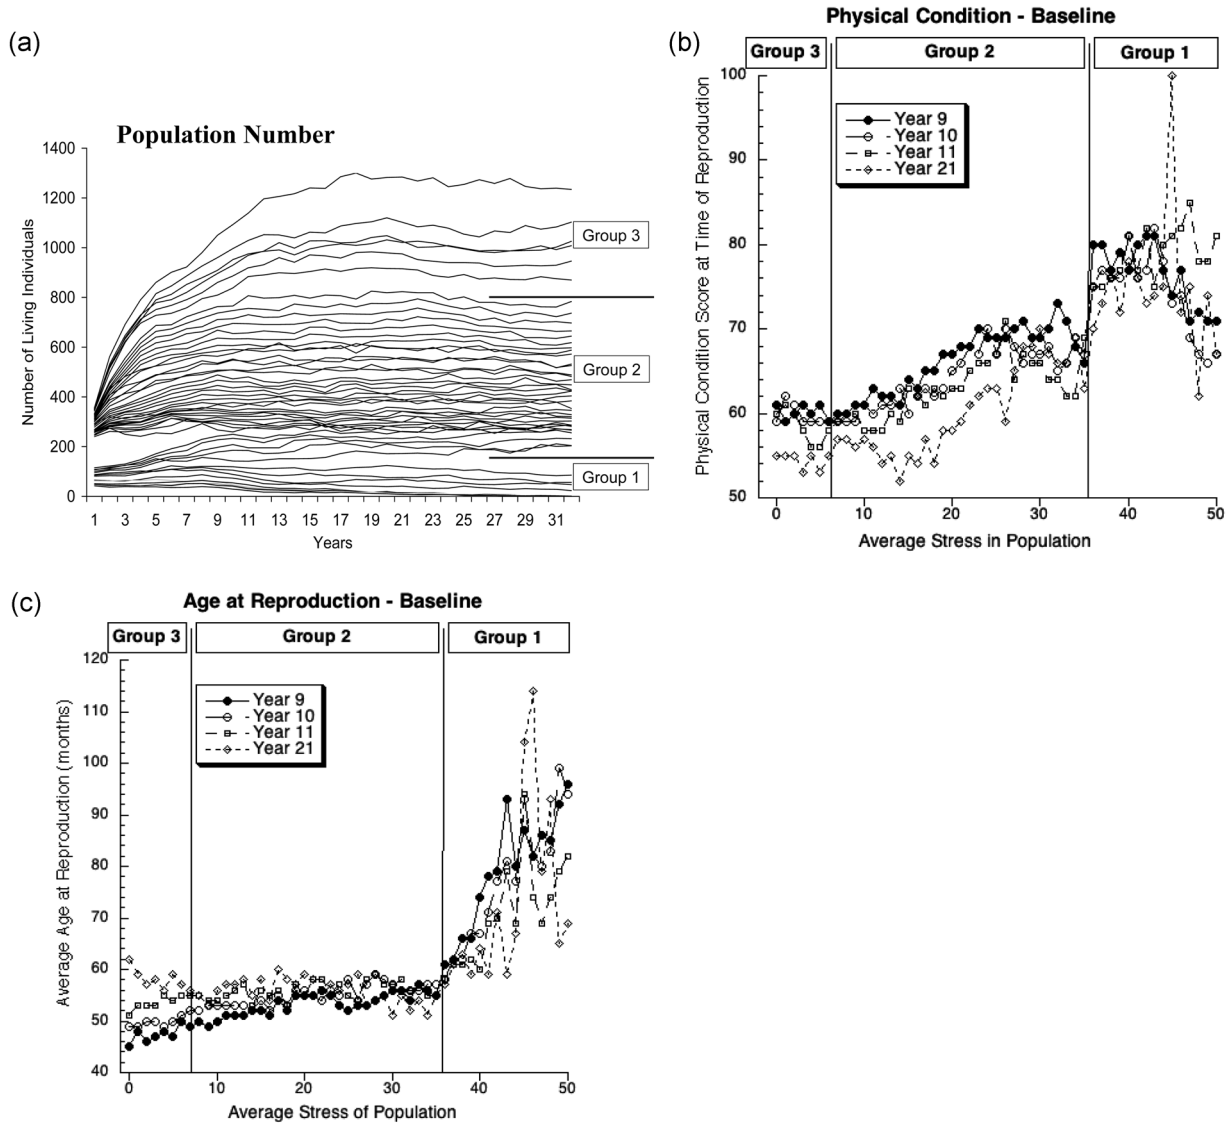 (a)
Population Number
1400
1200
1000
800
600
400
200
0
Number of Living Individuals
Group 3
Group 2
Group 1
1 3 5 7 9 11 13 15 17 19 21 23 25 27 29 31
Years
(b)
Physical Condition - Baseline
Group 3 Group 2 Group 1
100
90
80
70
60
50
Physical Condition Score at Time of Reproduction
Year 9
Year 10
Year 11
Year 21
0 10 20 30 40 50
Average Stress in Population
(c)
Age at Reproduction - Baseline
Group 3 Group 2 Group 1
120
110
100
90
80
70
60
50
40
Average Age at Reproduction (months)
Year 9
Year 10
Year 11
Year 21
0 10 20 30 40 50
Average Stress of Population